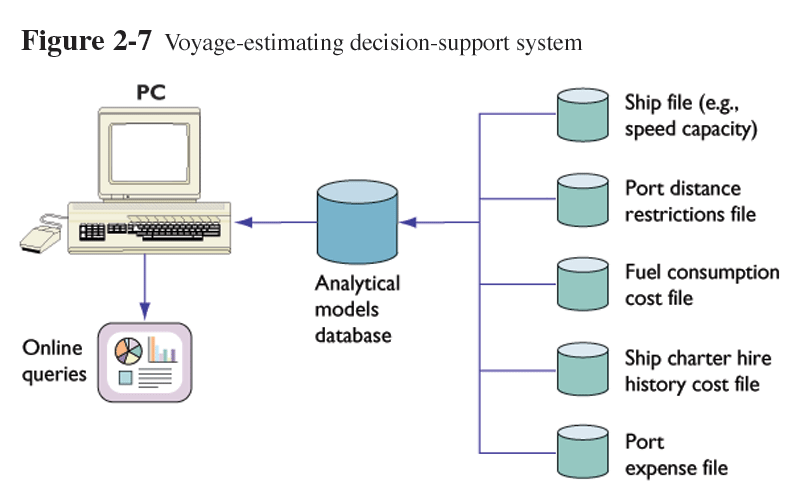 Figure 2-7 Voyage-estimating decision-support system
PC
Ship file (e.g.,
speed capacity)
Port distance
restrictions file
Fuel consumption
cost file
Analytical
models
database
Online
queries
Ship charter hire
history cost file
Port
expense file